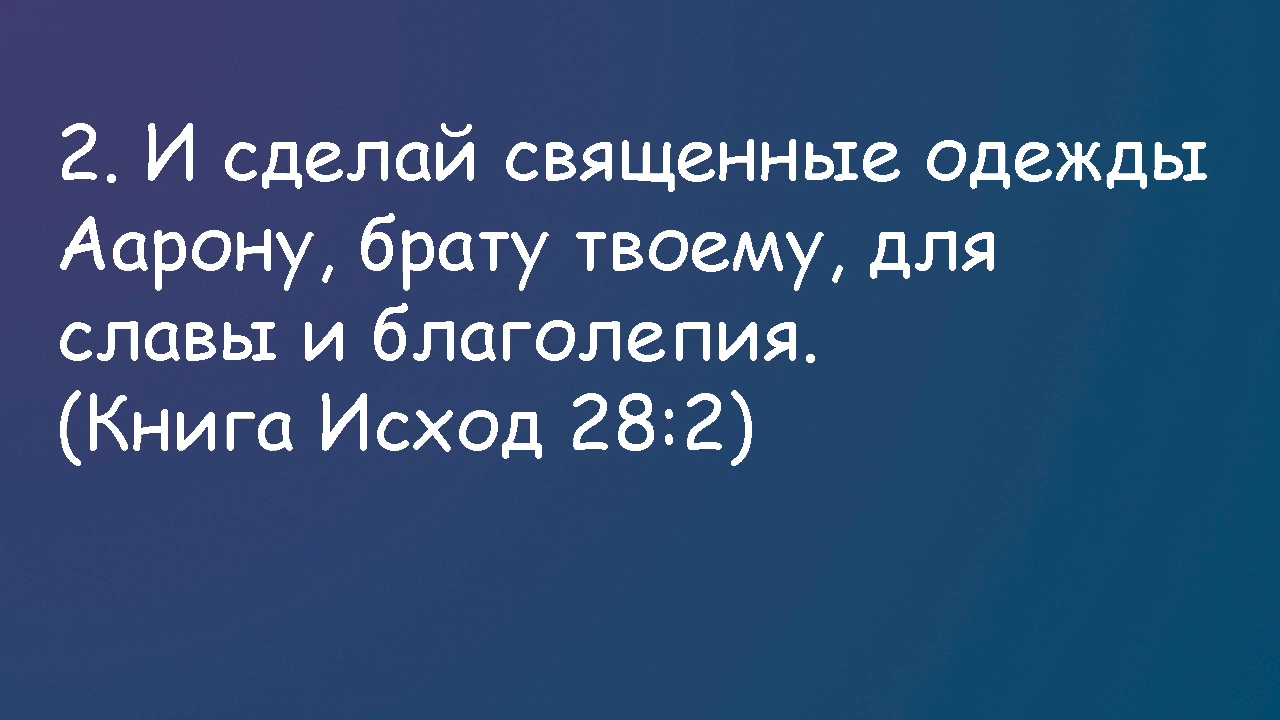 2. И сделай священные одежды
Аарону, брату твоему, для
славы и благолепия.
(Книга Исход 28:2)